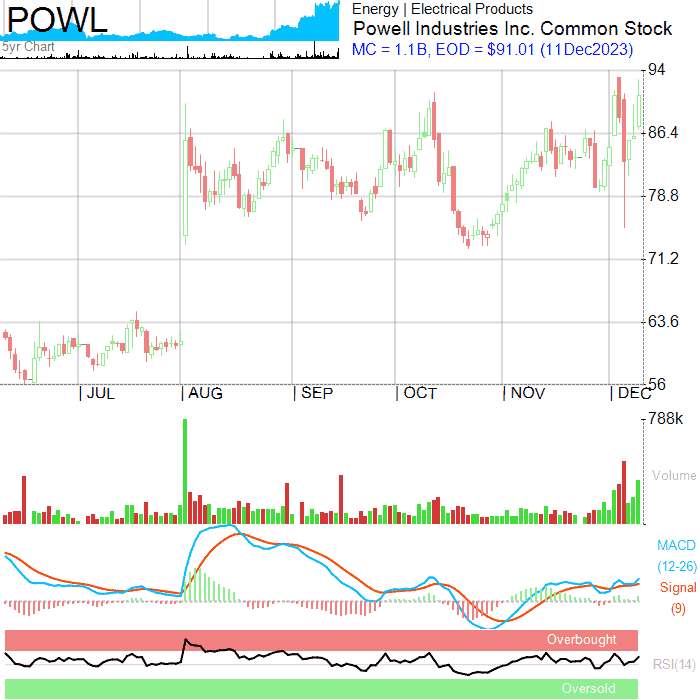 POWL
5yr Chart
Energy | Electrical Products
Powell Industries Inc. Common Stock
MC = 1.1B, EOD = $91.01 (11Dec2023)
94
86.4
78.8
71.2
63.6
56
JUL
AUG
SEP
OCT
NOV
DEC
788k
Volume
MACD
(12-26)
Signal
(9)
Overbought
RSI(14)
Oversold